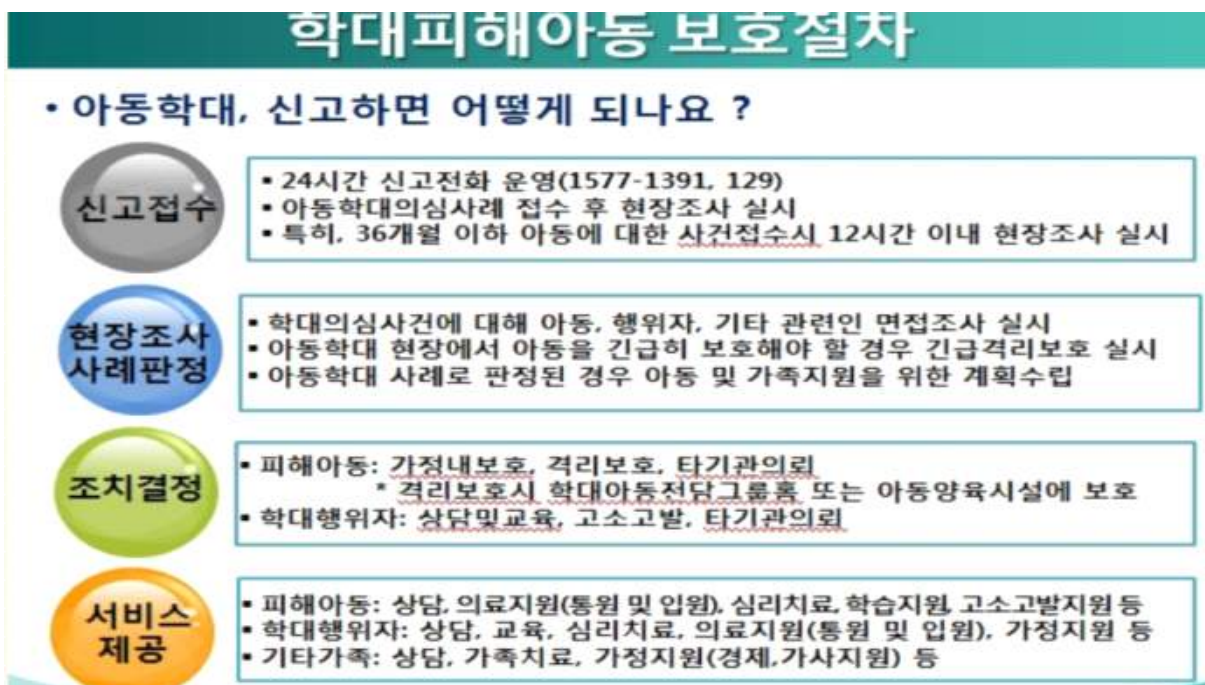 학대피해아동 보호절차
• 아동학대, 신고하면 어떻게 되나요 ?
신고접수
▪ 24시간 신고전화 운영(1577-1391, 129)
▪ 아동학대의심사례 접수 후 현장조사 실시
▪ 특히, 36개월 이하 아동에 대한 사건접수시 12시간 이내 현장조사 실시
현장조사
사례판정
▪ 학대의심사건에 대해 아동, 행위자, 기타 관련인 면접조사 실시
▪ 아동학대 현장에서 아동을 긴급히 보호해야 할 경우 긴급격리보호 실시
▪ 아동학대 사례로 판정된 경우 아동 및 가족지원을 위한 계획수립
조치결정
▪ 피해아동: 가정내보호, 격리보호, 타기관의뢰
* 격리보호시 학대아동전담그룹홈 또는 아동양육시설에 보호
▪ 학대행위자: 상담및교육, 고소고발, 타기관의뢰
서비스
제공
▪ 피해아동: 상담, 의료지원(통원 및 입원), 심리치료, 학습지원, 고소고발지원 등
▪ 학대행위자: 상담, 교육, 심리치료, 의료지원(통원 및 입원), 가정지원 등
▪ 기타가족: 상담, 가족치료, 가정지원(경제,가사지원) 등